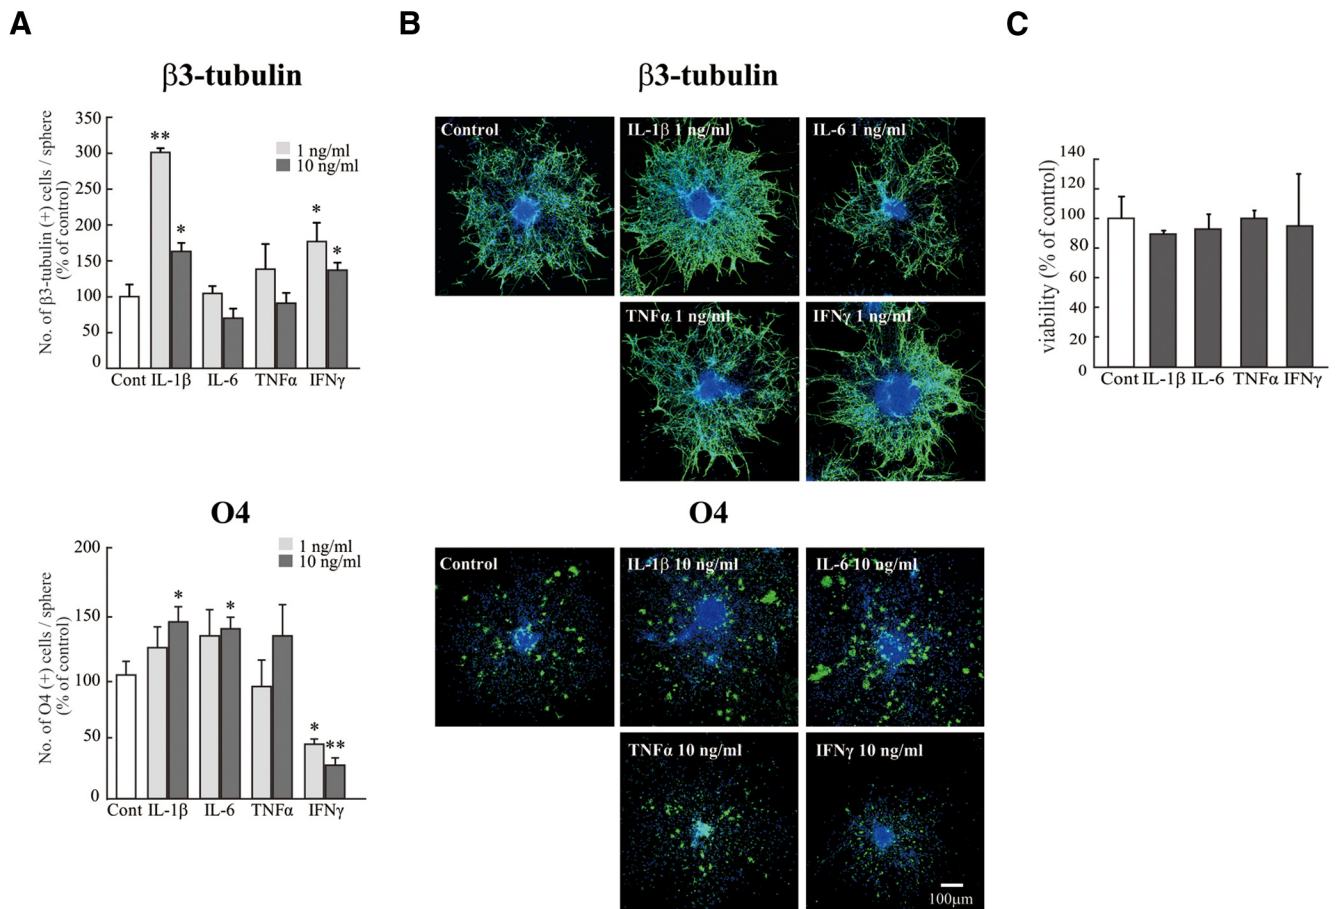 A
β3-tubulin
No. of β3-tubulin (+) cells / sphere
(% of control)
350
300
250
200
150
100
50
0
**
*
*
*
1 ng/ml
10 ng/ml
Cont IL-1β IL-6 TNFα IFNγ
O4
No. of O4 (+) cells / sphere
(% of control)
200
150
100
50
0
*
*
*
**
1 ng/ml
10 ng/ml
Cont IL-1β IL-6 TNFα IFNγ
B
β3-tubulin
Control
IL-1β 1 ng/ml
IL-6 1 ng/ml
TNFα 1 ng/ml
IFNγ 1 ng/ml
O4
Control
IL-1β 10 ng/ml
IL-6 10 ng/ml
TNFα 10 ng/ml
IFNγ 10 ng/ml
100μm
C
viability (% of control)
140
120
100
80
60
40
20
0
Cont IL-1β IL-6 TNFα IFNγ